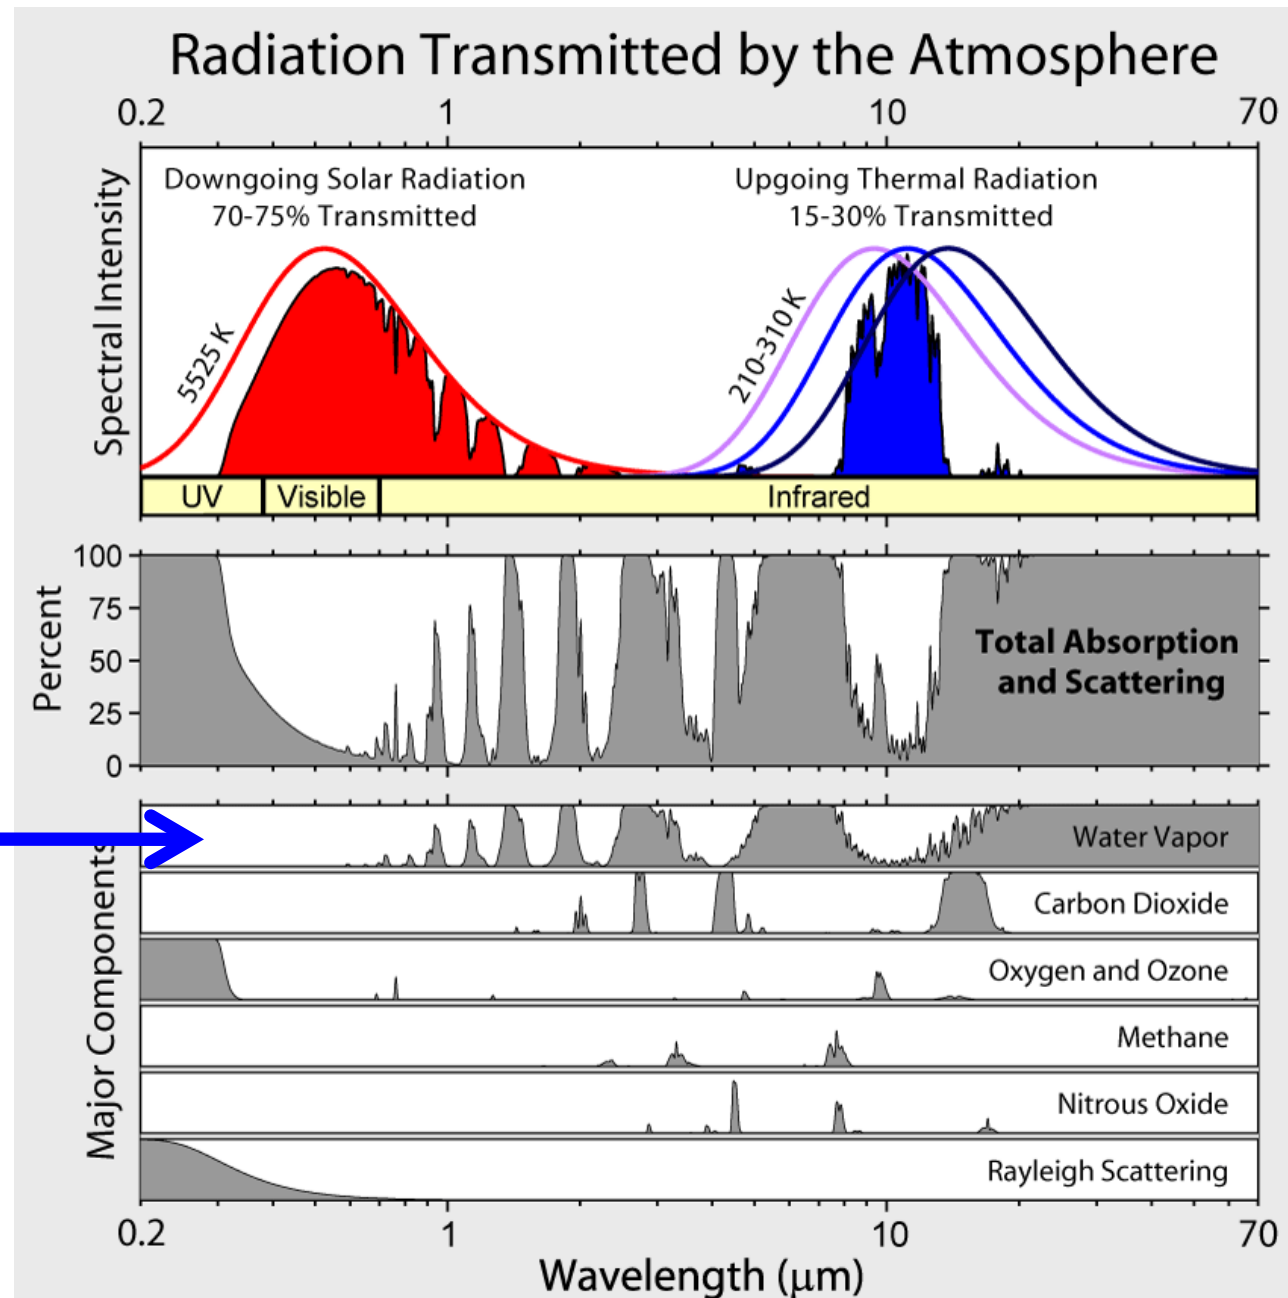 Radiation Transmitted by the Atmosphere
0.2 1 10 70
Spectral Intensity
Downgoing Solar Radiation
70-75% Transmitted
Upgoing Thermal Radiation
15-30% Transmitted
5525 K
210-310 K
UV Visible Infrared
Percent
100
75
50
25
0
Total Absorption
and Scattering
Major Components
Water Vapor
Carbon Dioxide
Oxygen and Ozone
Methane
Nitrous Oxide
Rayleigh Scattering
0.2 1 10 70
Wavelength (μm)